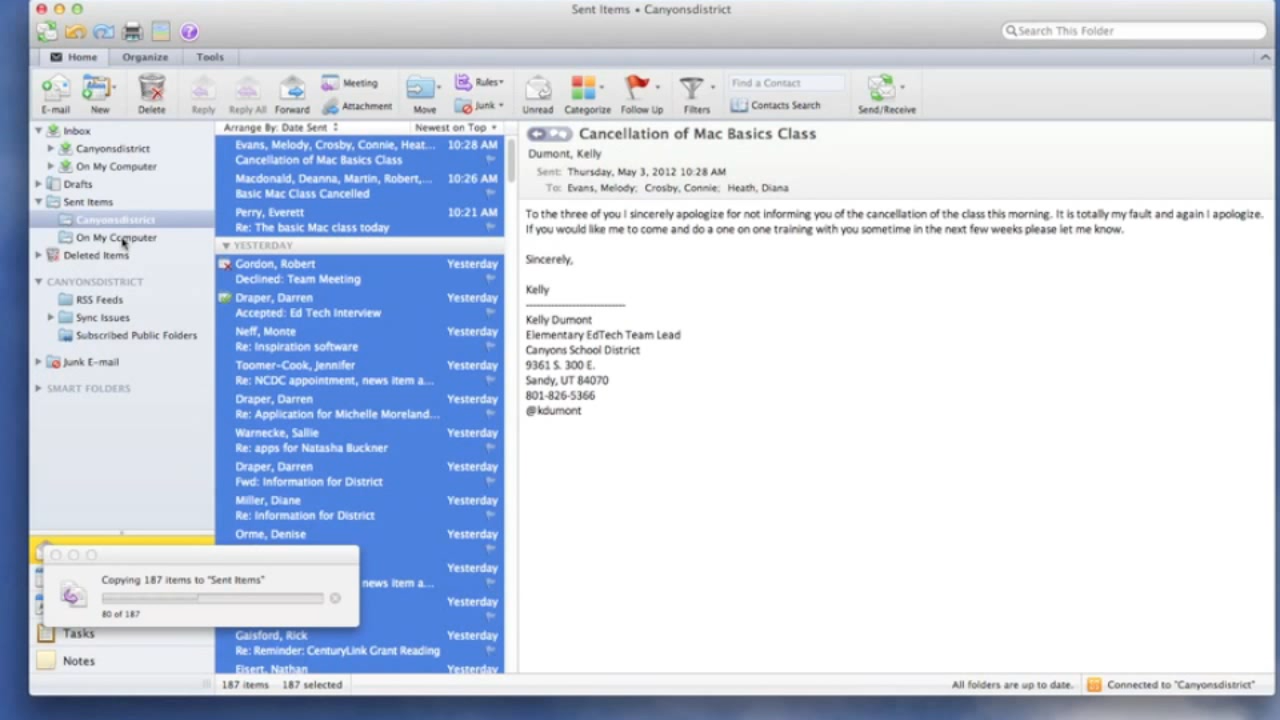 Sent Items • Canyonsdistrict
Search This Folder
Home Organize Tools
E-mail New Delete Reply Reply All Forward Meeting Attachment Move Rules Junk Unread Categorize Follow Up Filters Find a Contact Contacts Search Send/Receive
Inbox
Canyonsdistrict
On My Computer
Drafts
Sent Items
Canyonsdistrict
On My Computer
Deleted Items
CANYONSDISTRICT
RSS Feeds
Sync Issues
Subscribed Public Folders
Junk E-mail
SMART FOLDERS
Copying 187 items to "Sent Items"
80 of 187
Tasks
Notes
Arrange By: Date Sent Newest on Top
Evans, Melody, Crosby, Connie, Heat... 10:28 AM
Cancellation of Mac Basics Class
Macdonald, Deanna, Martin, Robert,... 10:26 AM
Basic Mac Class Cancelled
Perry, Everett 10:21 AM
Re: The basic Mac class today
YESTERDAY
Gordon, Robert Yesterday
Declined: Team Meeting
Draper, Darren Yesterday
Accepted: Ed Tech Interview
Neff, Monte Yesterday
Re: Inspiration software
Toomer-Cook, Jennifer Yesterday
Re: NCDC appointment, news item a...
Draper, Darren Yesterday
Re: Application for Michelle Moreland...
Warnecke, Sallie Yesterday
Re: apps for Natasha Buckner
Draper, Darren Yesterday
Fwd: Information for District
Miller, Diane Yesterday
Re: Information for District
Orme, Denise Yesterday
Yesterday
news item a...
Yesterday
Gaisford, Rick Yesterday
Re: Reminder: CenturyLink Grant Reading
Eisert, Nathan Yesterday
187 items 187 selected
Cancellation of Mac Basics Class
Dumont, Kelly
Sent: Thursday, May 3, 2012 10:28 AM
To: Evans, Melody; Crosby, Connie; Heath, Diana
To the three of you I sincerely apologize for not informing you of the cancellation of the class this morning. It is totally my fault and again I apologize.
If you would like me to come and do a one on one training with you sometime in the next few weeks please let me know.
Sincerely,
Kelly
Kelly Dumont
Elementary EdTech Team Lead
Canyons School District
9361 S. 300 E.
Sandy, UT 84070
801-826-5366
@kdumont
All folders are up to date. Connected to "Canyonsdistrict"